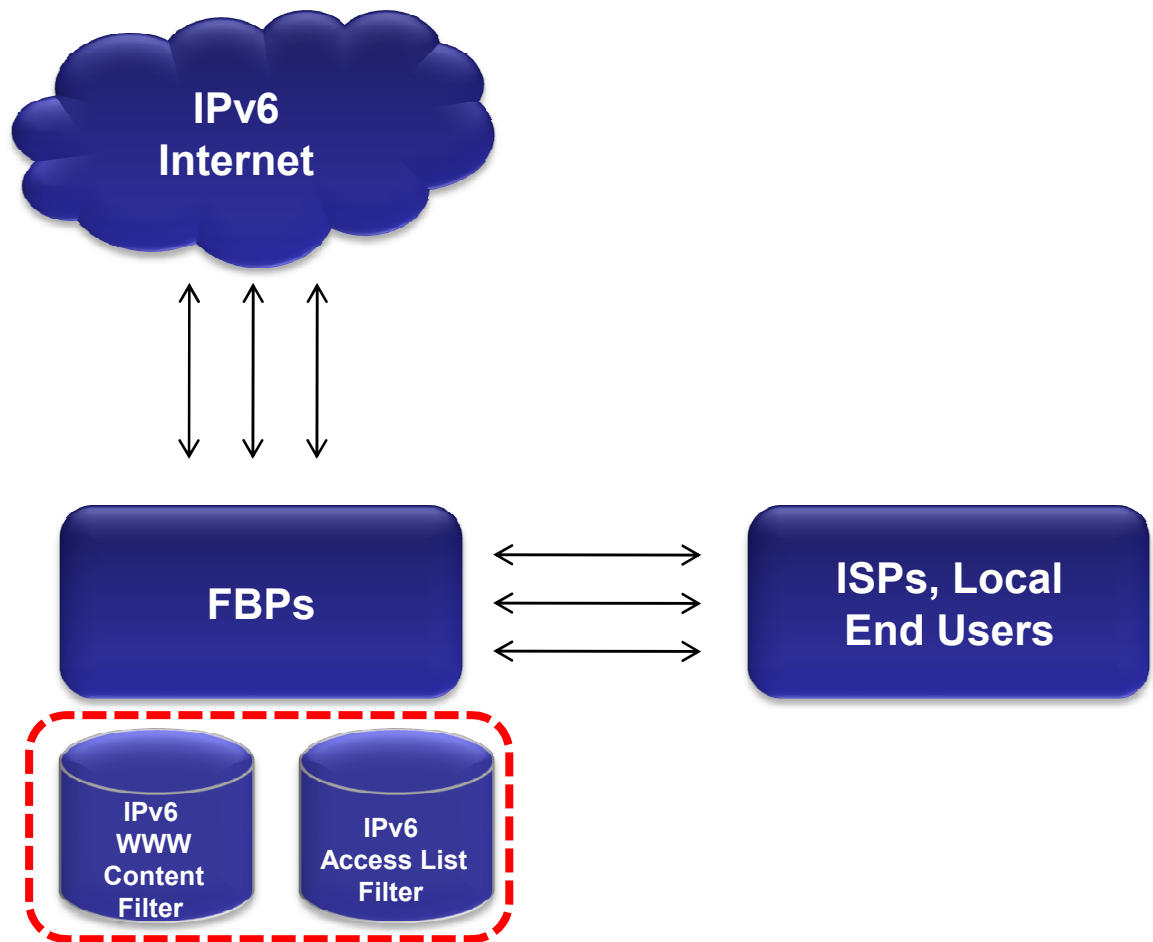 IPv6
Internet
FBPs
ISPs, Local
End Users
IPv6
WWW
Content
Filter
IPv6
Access List
Filter